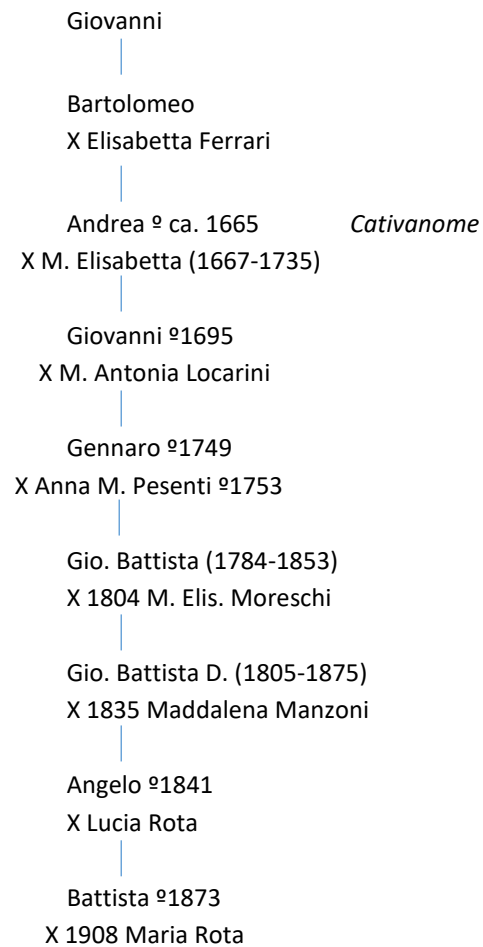 Giovanni
Bartolomeo
X Elisabetta Ferrari
Andrea º ca. 1665 Cativanome
X M. Elisabetta (1667-1735)
Giovanni º1695
X M. Antonia Locarini
Gennaro º1749
X Anna M. Pesenti º1753
Gio. Battista (1784-1853)
X 1804 M. Elis. Moreschi
Gio. Battista D. (1805-1875)
X 1835 Maddalena Manzoni
Angelo º1841
X Lucia Rota
Battista º1873
X 1908 Maria Rota